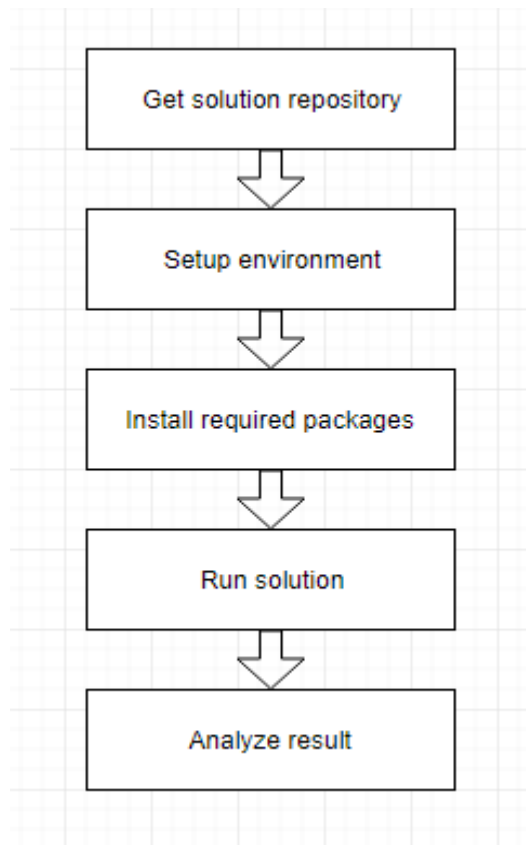 Get solution repository
Setup environment
Install required packages
Run solution
Analyze result